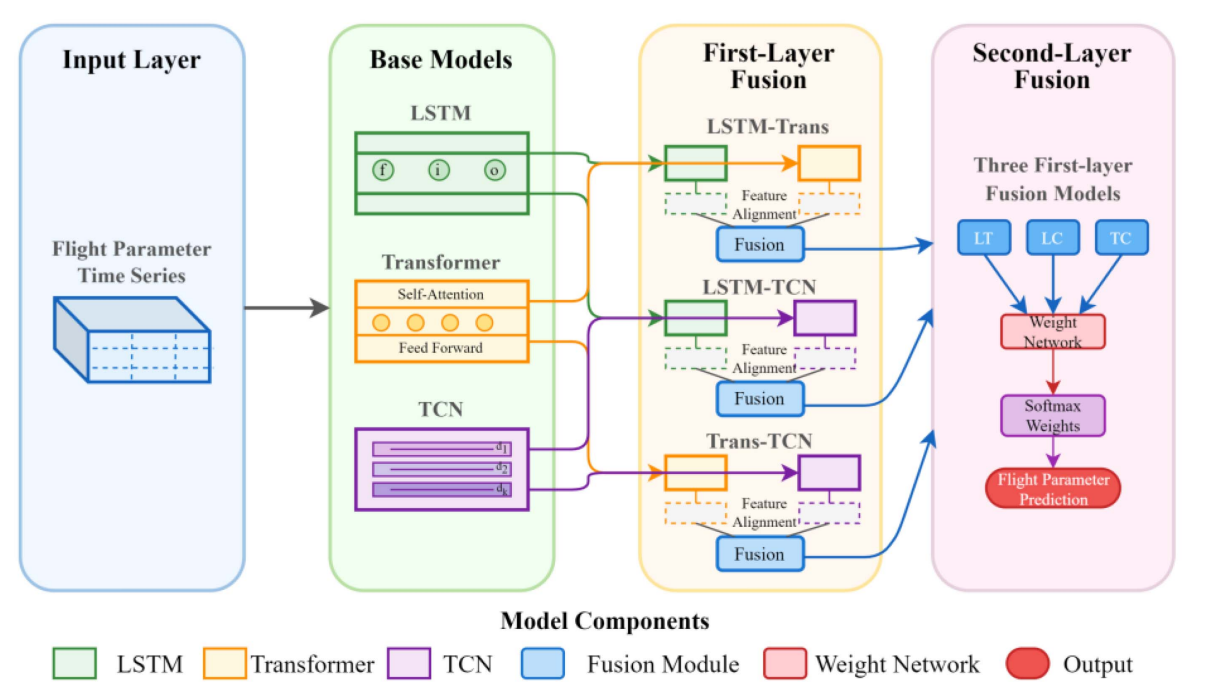 Input Layer
Flight Parameter
Time Series
Base Models
LSTM
f i o
Transformer
Self-Attention
Feed Forward
TCN
d1
d2
dk
First-Layer
Fusion
LSTM-Trans
Feature
Alignment
Fusion
LSTM-TCN
Feature
Alignment
Fusion
Trans-TCN
Feature
Alignment
Fusion
Second-Layer
Fusion
Three First-layer
Fusion Models
LT LC TC
Weight
Network
Softmax
Weights
Flight Parameter
Prediction
Model Components
LSTM Transformer TCN Fusion Module Weight Network Output